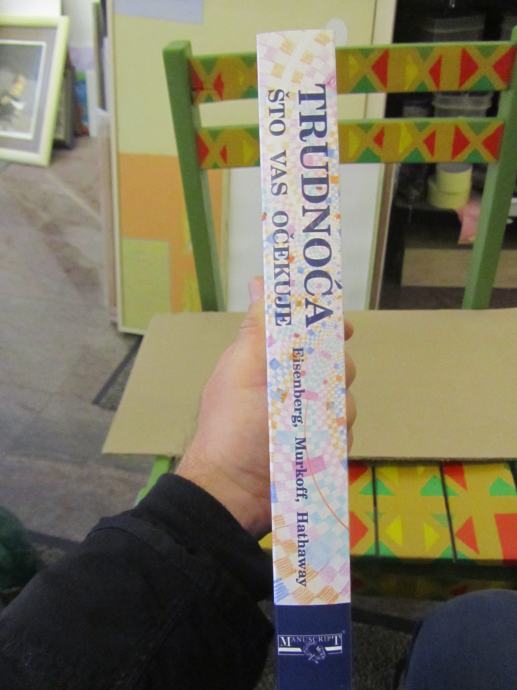 TRUDNOĆA
ŠTO VAS OČEKUJE
Eisenberg, Murkoff, Hathaway
MANUSCRIPT